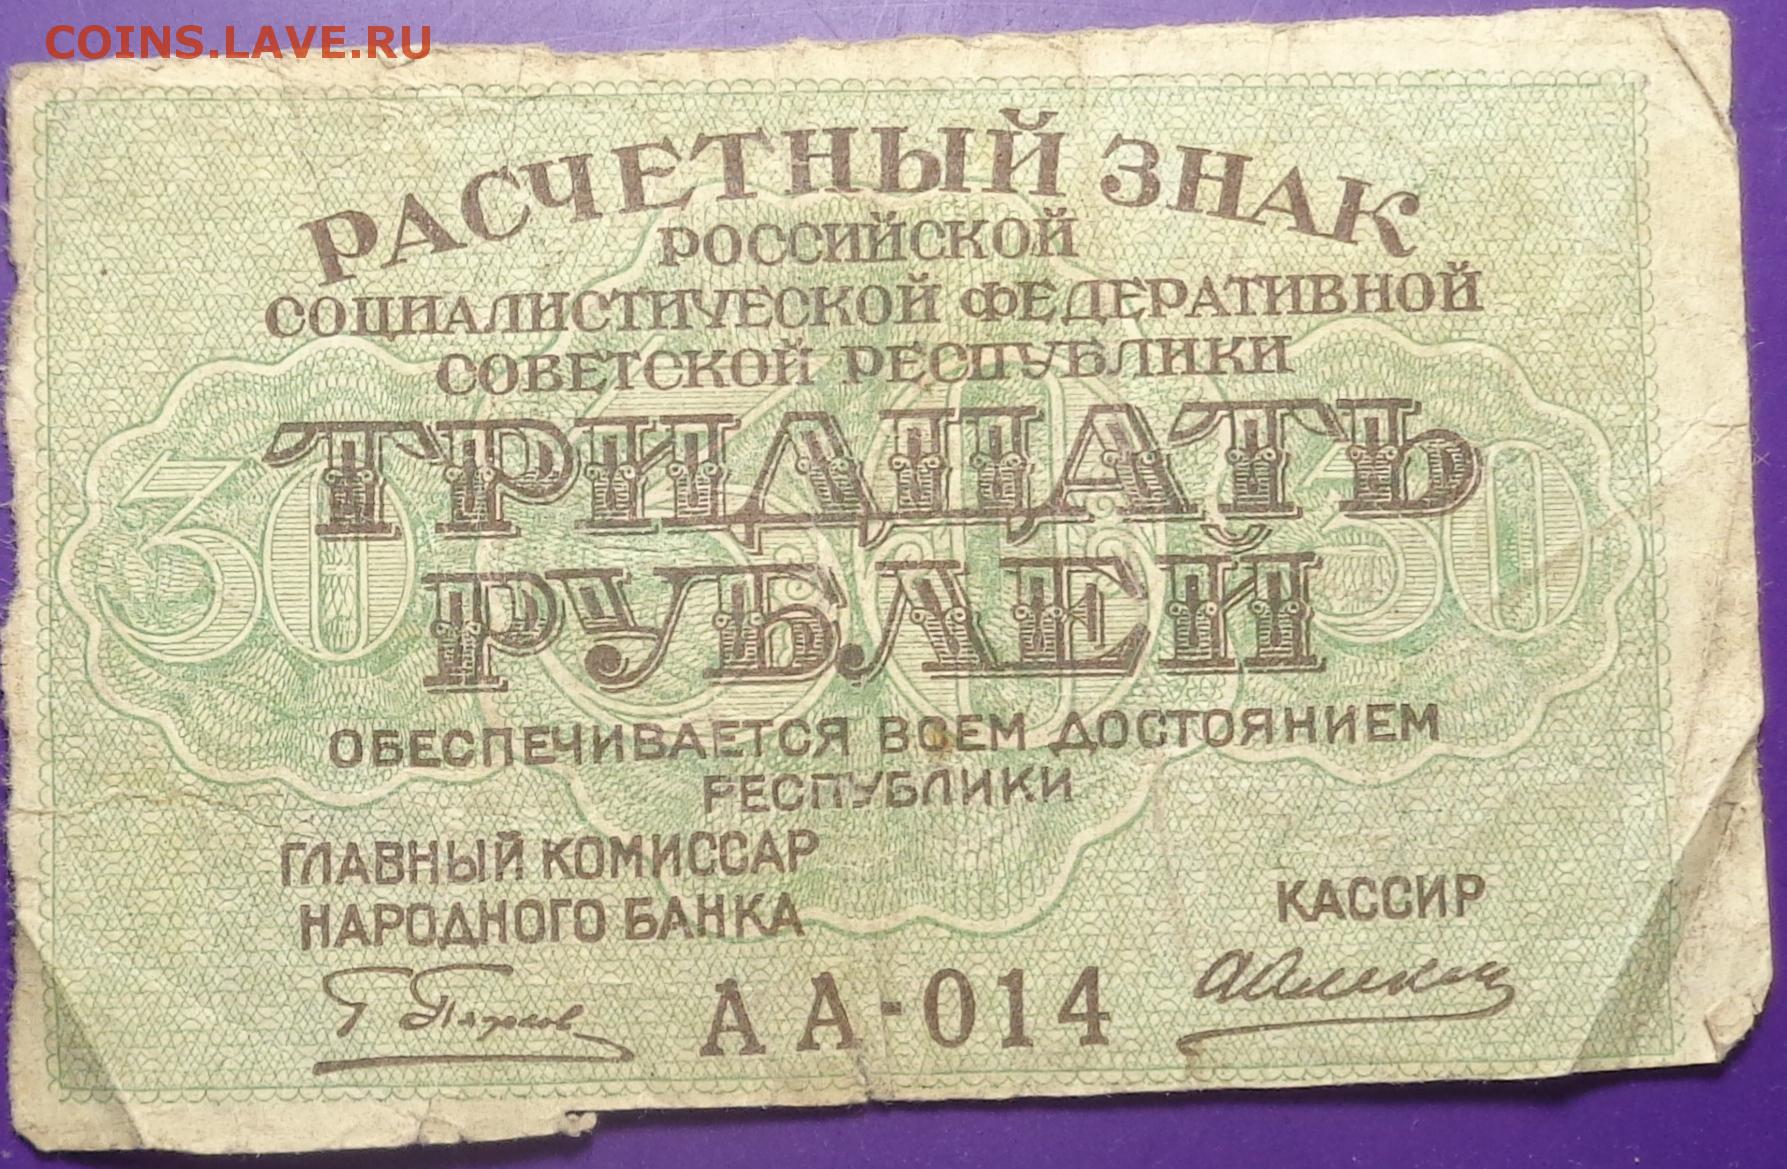 COINS.LAVE.RU
РАСЧЕТНЫЙ ЗНАК
РОССИЙСКОЙ
СОЦИАЛИСТИЧЕСКОЙ ФЕДЕРАТИВНОЙ
СОВЕТСКОЙ РЕСПУБЛИКИ
30 30 30
ТРИДЦАТЬ
РУБЛЕЙ
ОБЕСПЕЧИВАЕТСЯ ВСЕМ ДОСТОЯНИЕМ
РЕСПУБЛИКИ
ГЛАВНЫЙ КОМИССАР
НАРОДНОГО БАНКА
КАССИР
АА-014